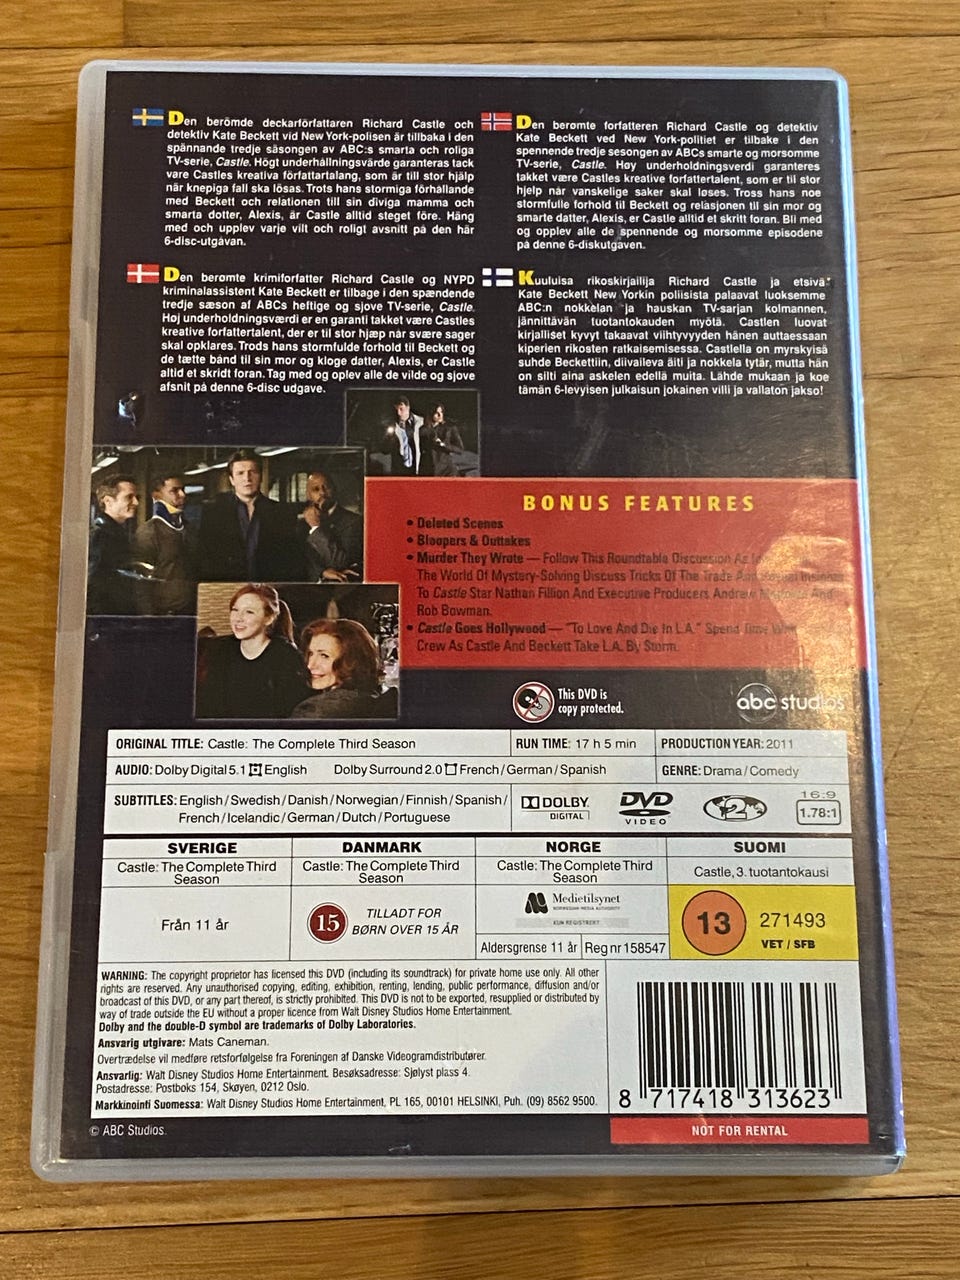 Den berömde deckarförfattaren Richard Castle och
detektiv Kate Beckett vid New York-polisen är tillbaka i den
spännande tredje säsongen av ABC:s smarta och roliga
TV-serie, Castle. Högt underhållningsvärde garanteras tack
vare Castles kreativa författartalang, som är till stor hjälp
när knepiga fall ska lösas. Trots hans stormiga förhållande
med Beckett och relationen till sin diviga mamma och
smarta dotter, Alexis, är Castle alltid steget före. Häng
med och upplev varje vilt och roligt avsnitt på den här
6-disc-utgåvan.
Den berømte forfatteren Richard Castle og detektiv
Kate Beckett ved New York-politiet er tilbake i den
spennende tredje sesongen av ABCs smarte og morsomme
TV-serie, Castle. Høy underholdningsverdi garanteres
takket være Castles kreative forfattertalent, som er til stor
hjelp når vanskelige saker skal løses. Tross hans noe
stormfulle forhold til Beckett og relasjonen til sin mor og
smarte datter, Alexis, er Castle alltid et skritt foran. Bli med
og opplev alle de spennende og morsomme episodene
på denne 6-diskutgaven.
Den berømte krimiforfatter Richard Castle og NYPD
kriminalassistent Kate Beckett er tilbage i den spændende
tredje sæson af ABCs heftige og sjove TV-serie, Castle.
Høj underholdningsværdi er en garanti takket være Castles
kreative forfattertalent, der er til stor hjæp når svære sager
skal opklares. Trods hans stormfulde forhold til Beckett og
de tætte bånd til sin mor og kloge datter, Alexis, er Castle
altid et skridt foran. Tag med og oplev alle de vilde og sjove
afsnit på denne 6-disc udgave.
Kuuluisa rikoskirjailija Richard Castle ja etsivä
Kate Beckett New Yorkin poliisista palaavat luoksemme
ABC:n nokkelan ja hauskan TV-sarjan kolmannen,
jännittävän tuotantokauden myötä. Castlen luovat
kirjalliset kyvyt takaavat viihtyvyyden hänen auttaessaan
kiperien rikosten ratkaisemisessa. Castlella on myrskyisä
suhde Beckettiin, diivaileva äiti ja nokkela tytär, mutta hän
on silti aina askelen edellä muita. Lähde mukaan ja koe
tämän 6-levyisen julkaisun jokainen villi ja vallaton jakso!
BONUS FEATURES
• Deleted Scenes
• Bloopers & Outtakes
• Murder They Wrote — Follow This Roundtable Discussion As
The World Of Mystery-Solving Discuss Tricks Of The Trade And Reveal Insights
To Castle Star Nathan Fillion And Executive Producers Andrew And
Rob Bowman.
• Castle Goes Hollywood — "To Love And Die In L.A." Spend Time
Crew As Castle And Beckett Take L.A. By Storm.
This DVD is
copy protected.
abc studios
ORIGINAL TITLE: Castle: The Complete Third Season
RUN TIME: 17 h 5 min
PRODUCTION YEAR: 2011
AUDIO: Dolby Digital 5.1 English Dolby Surround 2.0 French/German/Spanish
GENRE: Drama/Comedy
SUBTITLES: English/Swedish/Danish/Norwegian/Finnish/Spanish/
French/Icelandic/German/Dutch/Portuguese
DOLBY
DIGITAL
DVD
VIDEO
2
16:9
1.78:1
SVERIGE
DANMARK
NORGE
SUOMI
Castle: The Complete Third
Season
Castle: The Complete Third
Season
Castle: The Complete Third
Season
Castle, 3. tuotantokausi
Från 11 år
15
TILLADT FOR
BØRN OVER 15 ÅR
Medietilsynet
NORWEGIAN MEDIA AUTHORITY
KUN REGISTRERT
Aldersgrense 11 år
Reg nr 158547
13
271493
VET / SFB
WARNING: The copyright proprietor has licensed this DVD (including its soundtrack) for private home use only. All other
rights are reserved. Any unauthorised copying, editing, exhibition, renting, lending, public performance, diffusion and/or
broadcast of this DVD, or any part thereof, is strictly prohibited. This DVD is not to be exported, resupplied or distributed by
way of trade outside the EU without a proper licence from Walt Disney Studios Home Entertainment.
Dolby and the double-D symbol are trademarks of Dolby Laboratories.
Ansvarig utgivare: Mats Caneman.
Overtrædelse vil medføre retsforfølgelse fra Foreningen af Danske Videogramdistributører.
Ansvarlig: Walt Disney Studios Home Entertainment. Besøksadresse: Sjølyst plass 4.
Postadresse: Postboks 154, Skøyen, 0212 Oslo.
Markkinointi Suomessa: Walt Disney Studios Home Entertainment, PL 165, 00101 HELSINKI, Puh. (09) 8562 9500.
8 717418 313623
© ABC Studios.
NOT FOR RENTAL